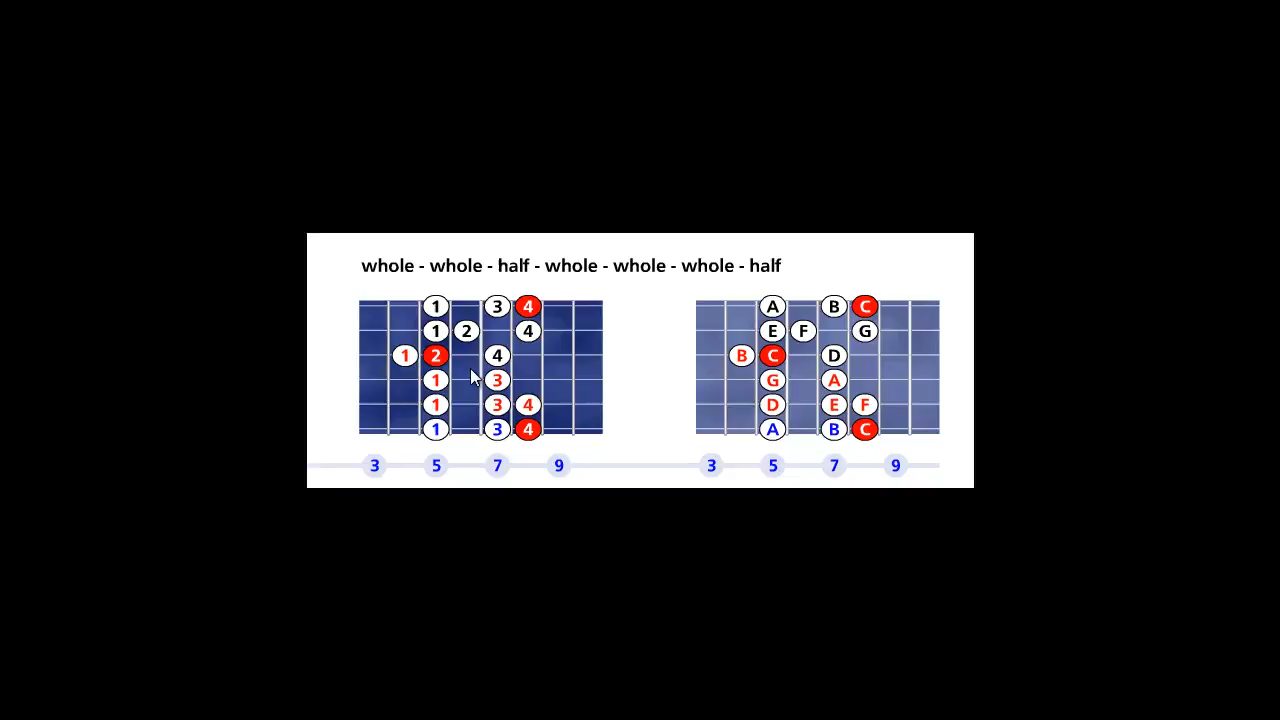 whole - whole - half - whole - whole - whole - half
1 3 4 A B C
1 2 4 E F G
1 2 4 B C D
1 3 G A
1 3 4 D E F
1 3 4 A B C
3 5 7 9 3 5 7 9